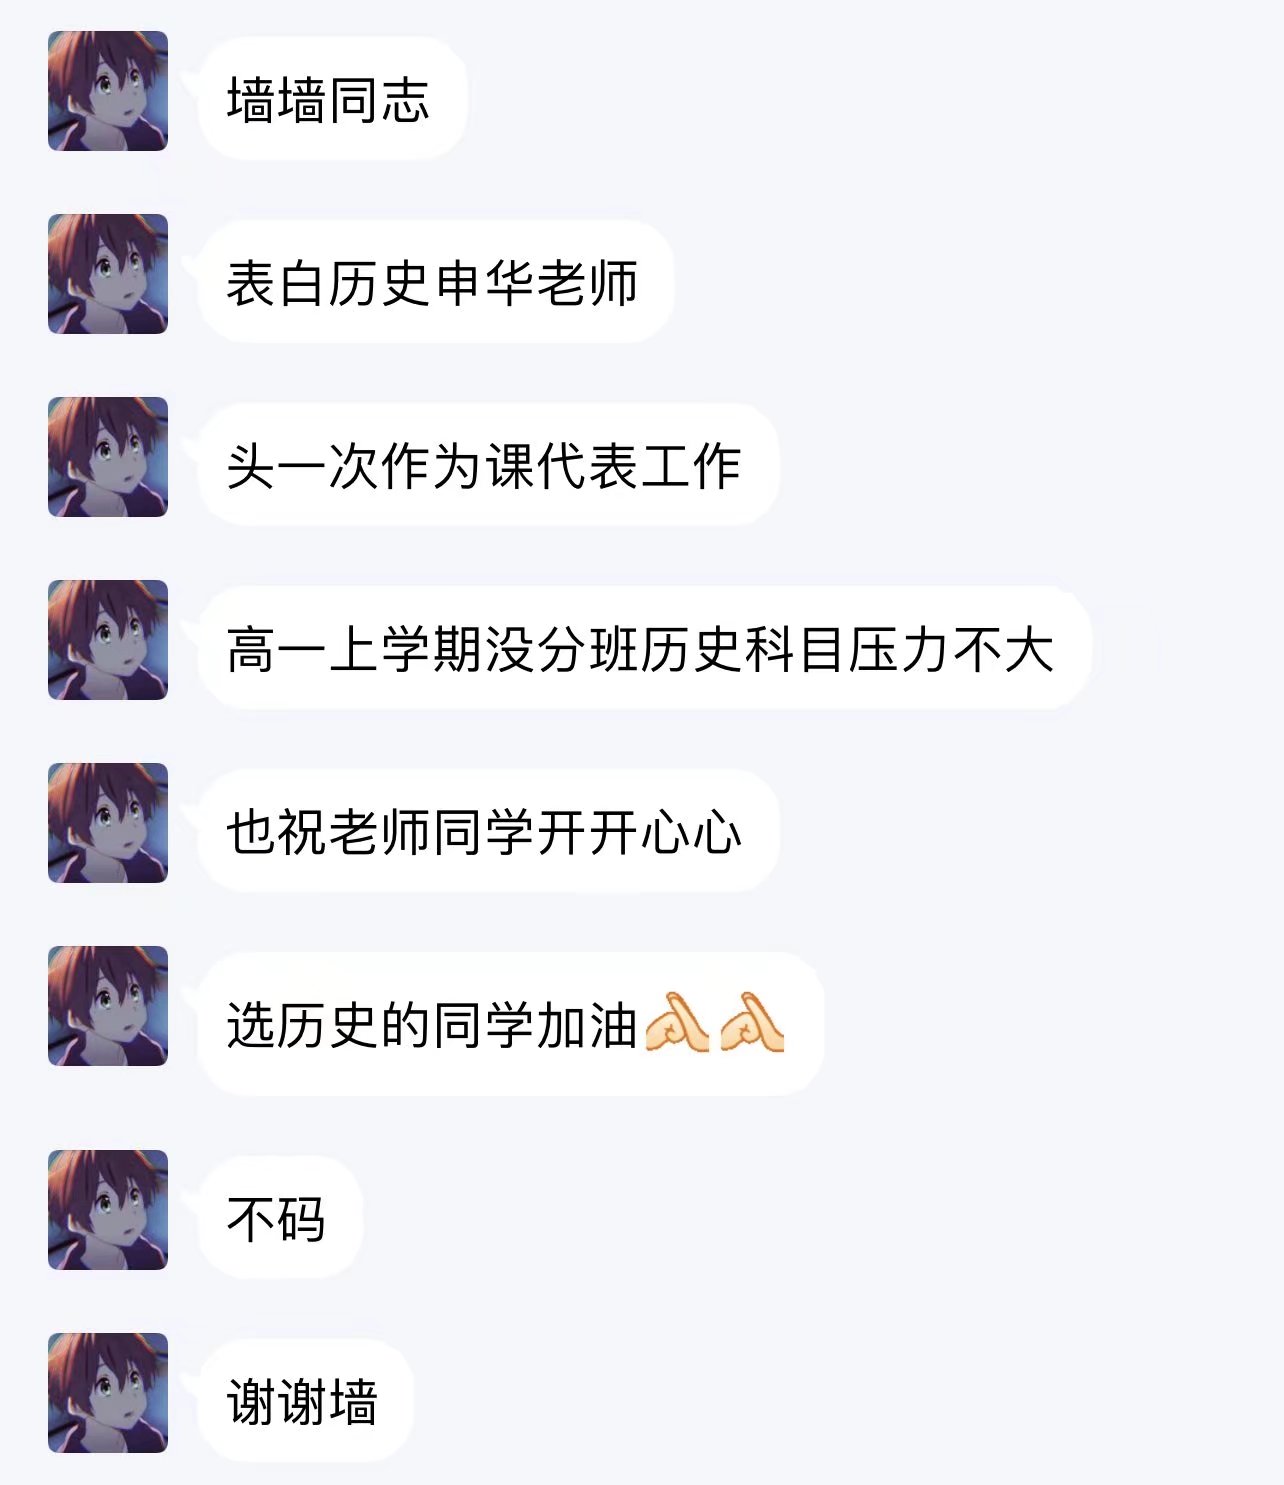 墙墙同志
表白历史申华老师
头一次作为课代表工作
高一上学期没分班历史科目压力不大
也祝老师同学开开心心
选历史的同学加油
不码
谢谢墙